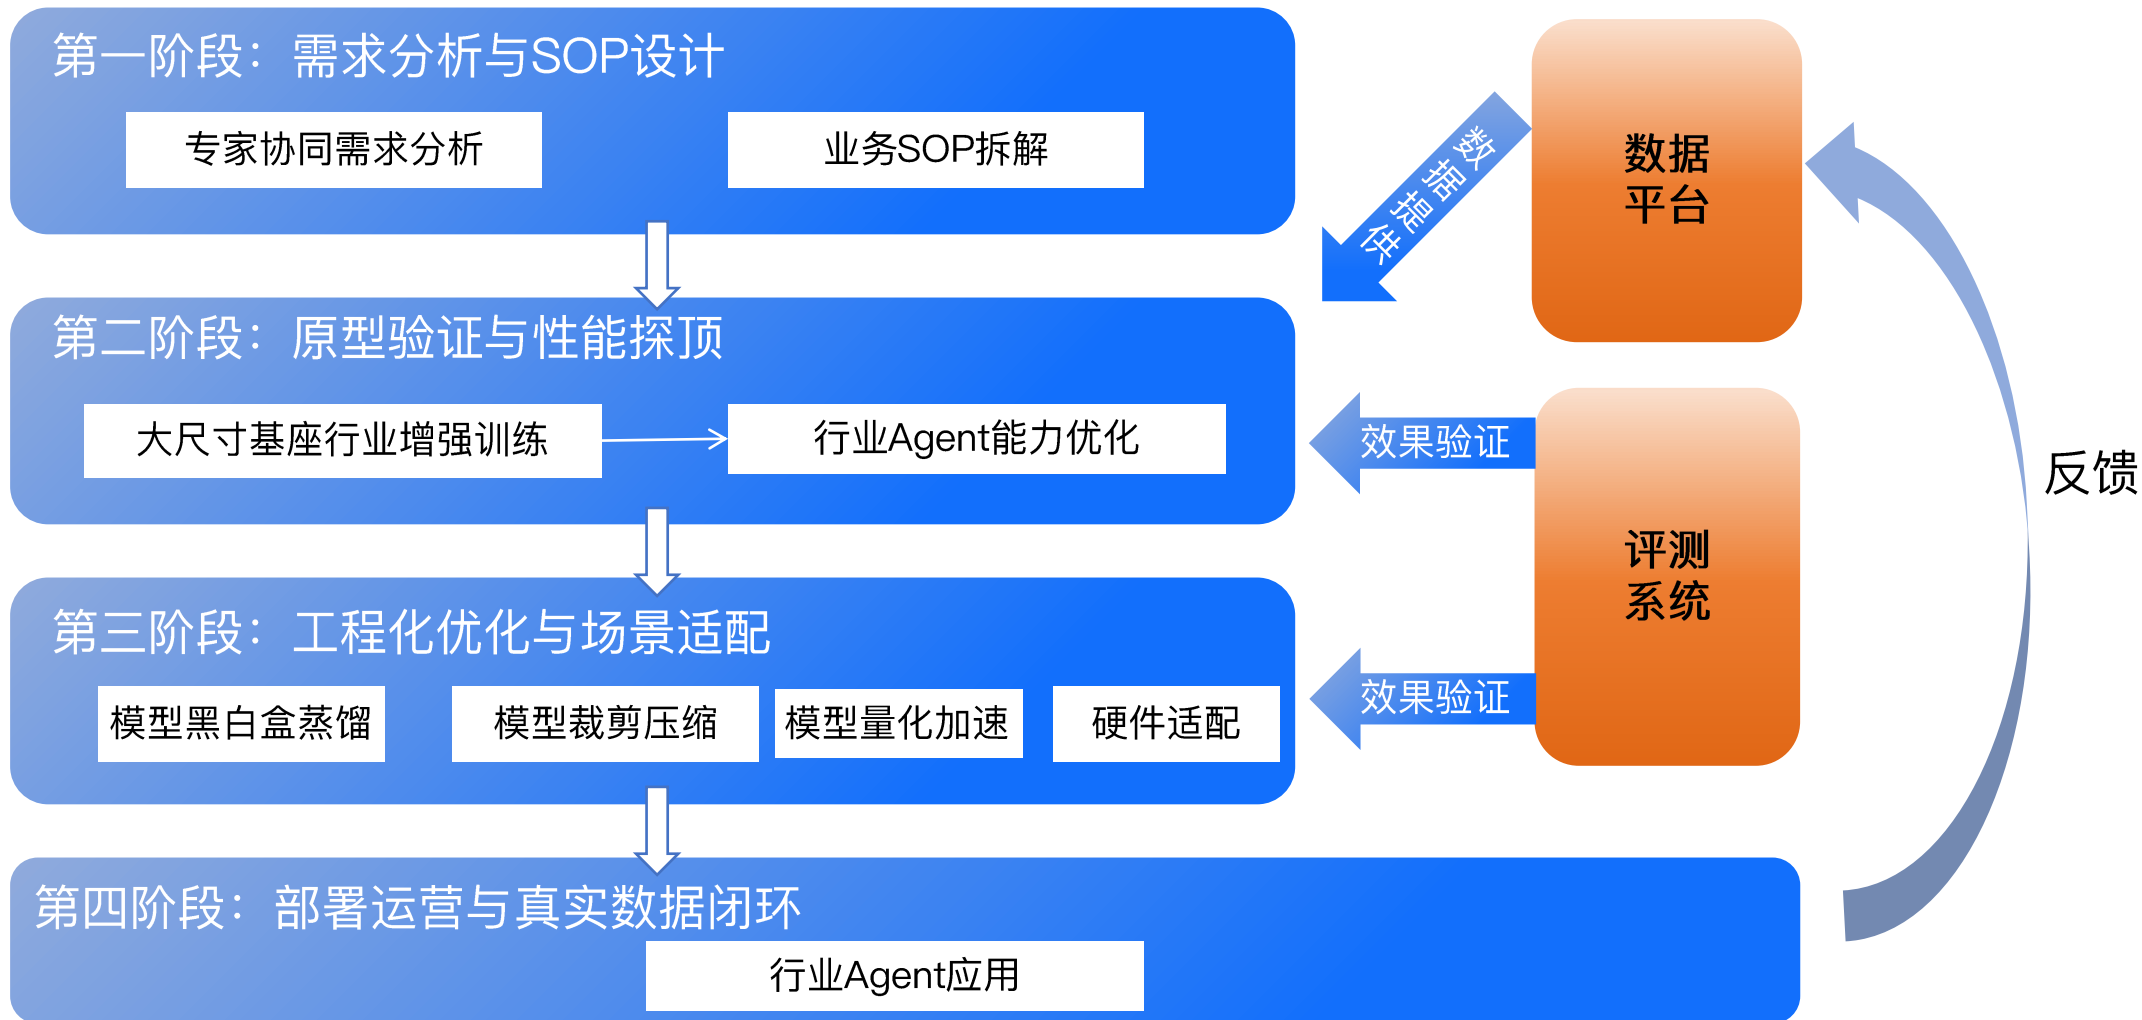 第一阶段：需求分析与SOP设计
专家协同需求分析
业务SOP拆解
数据提供
数据
平台
第二阶段：原型验证与性能探顶
大尺寸基座行业增强训练
行业Agent能力优化
效果验证
评测
系统
反馈
第三阶段：工程化优化与场景适配
模型黑白盒蒸馏
模型裁剪压缩
模型量化加速
硬件适配
效果验证
第四阶段：部署运营与真实数据闭环
行业Agent应用